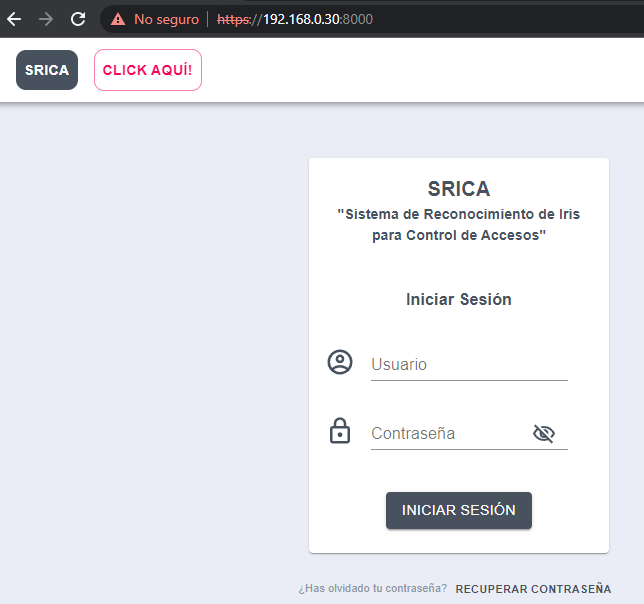 No seguro | https://192.168.0.30:8000
SRICA
CLICK AQUÍ!
SRICA
"Sistema de Reconocimiento de Iris
para Control de Accesos"
Iniciar Sesión
Usuario
Contraseña
INICIAR SESIÓN
¿Has olvidado tu contraseña? RECUPERAR CONTRASEÑA